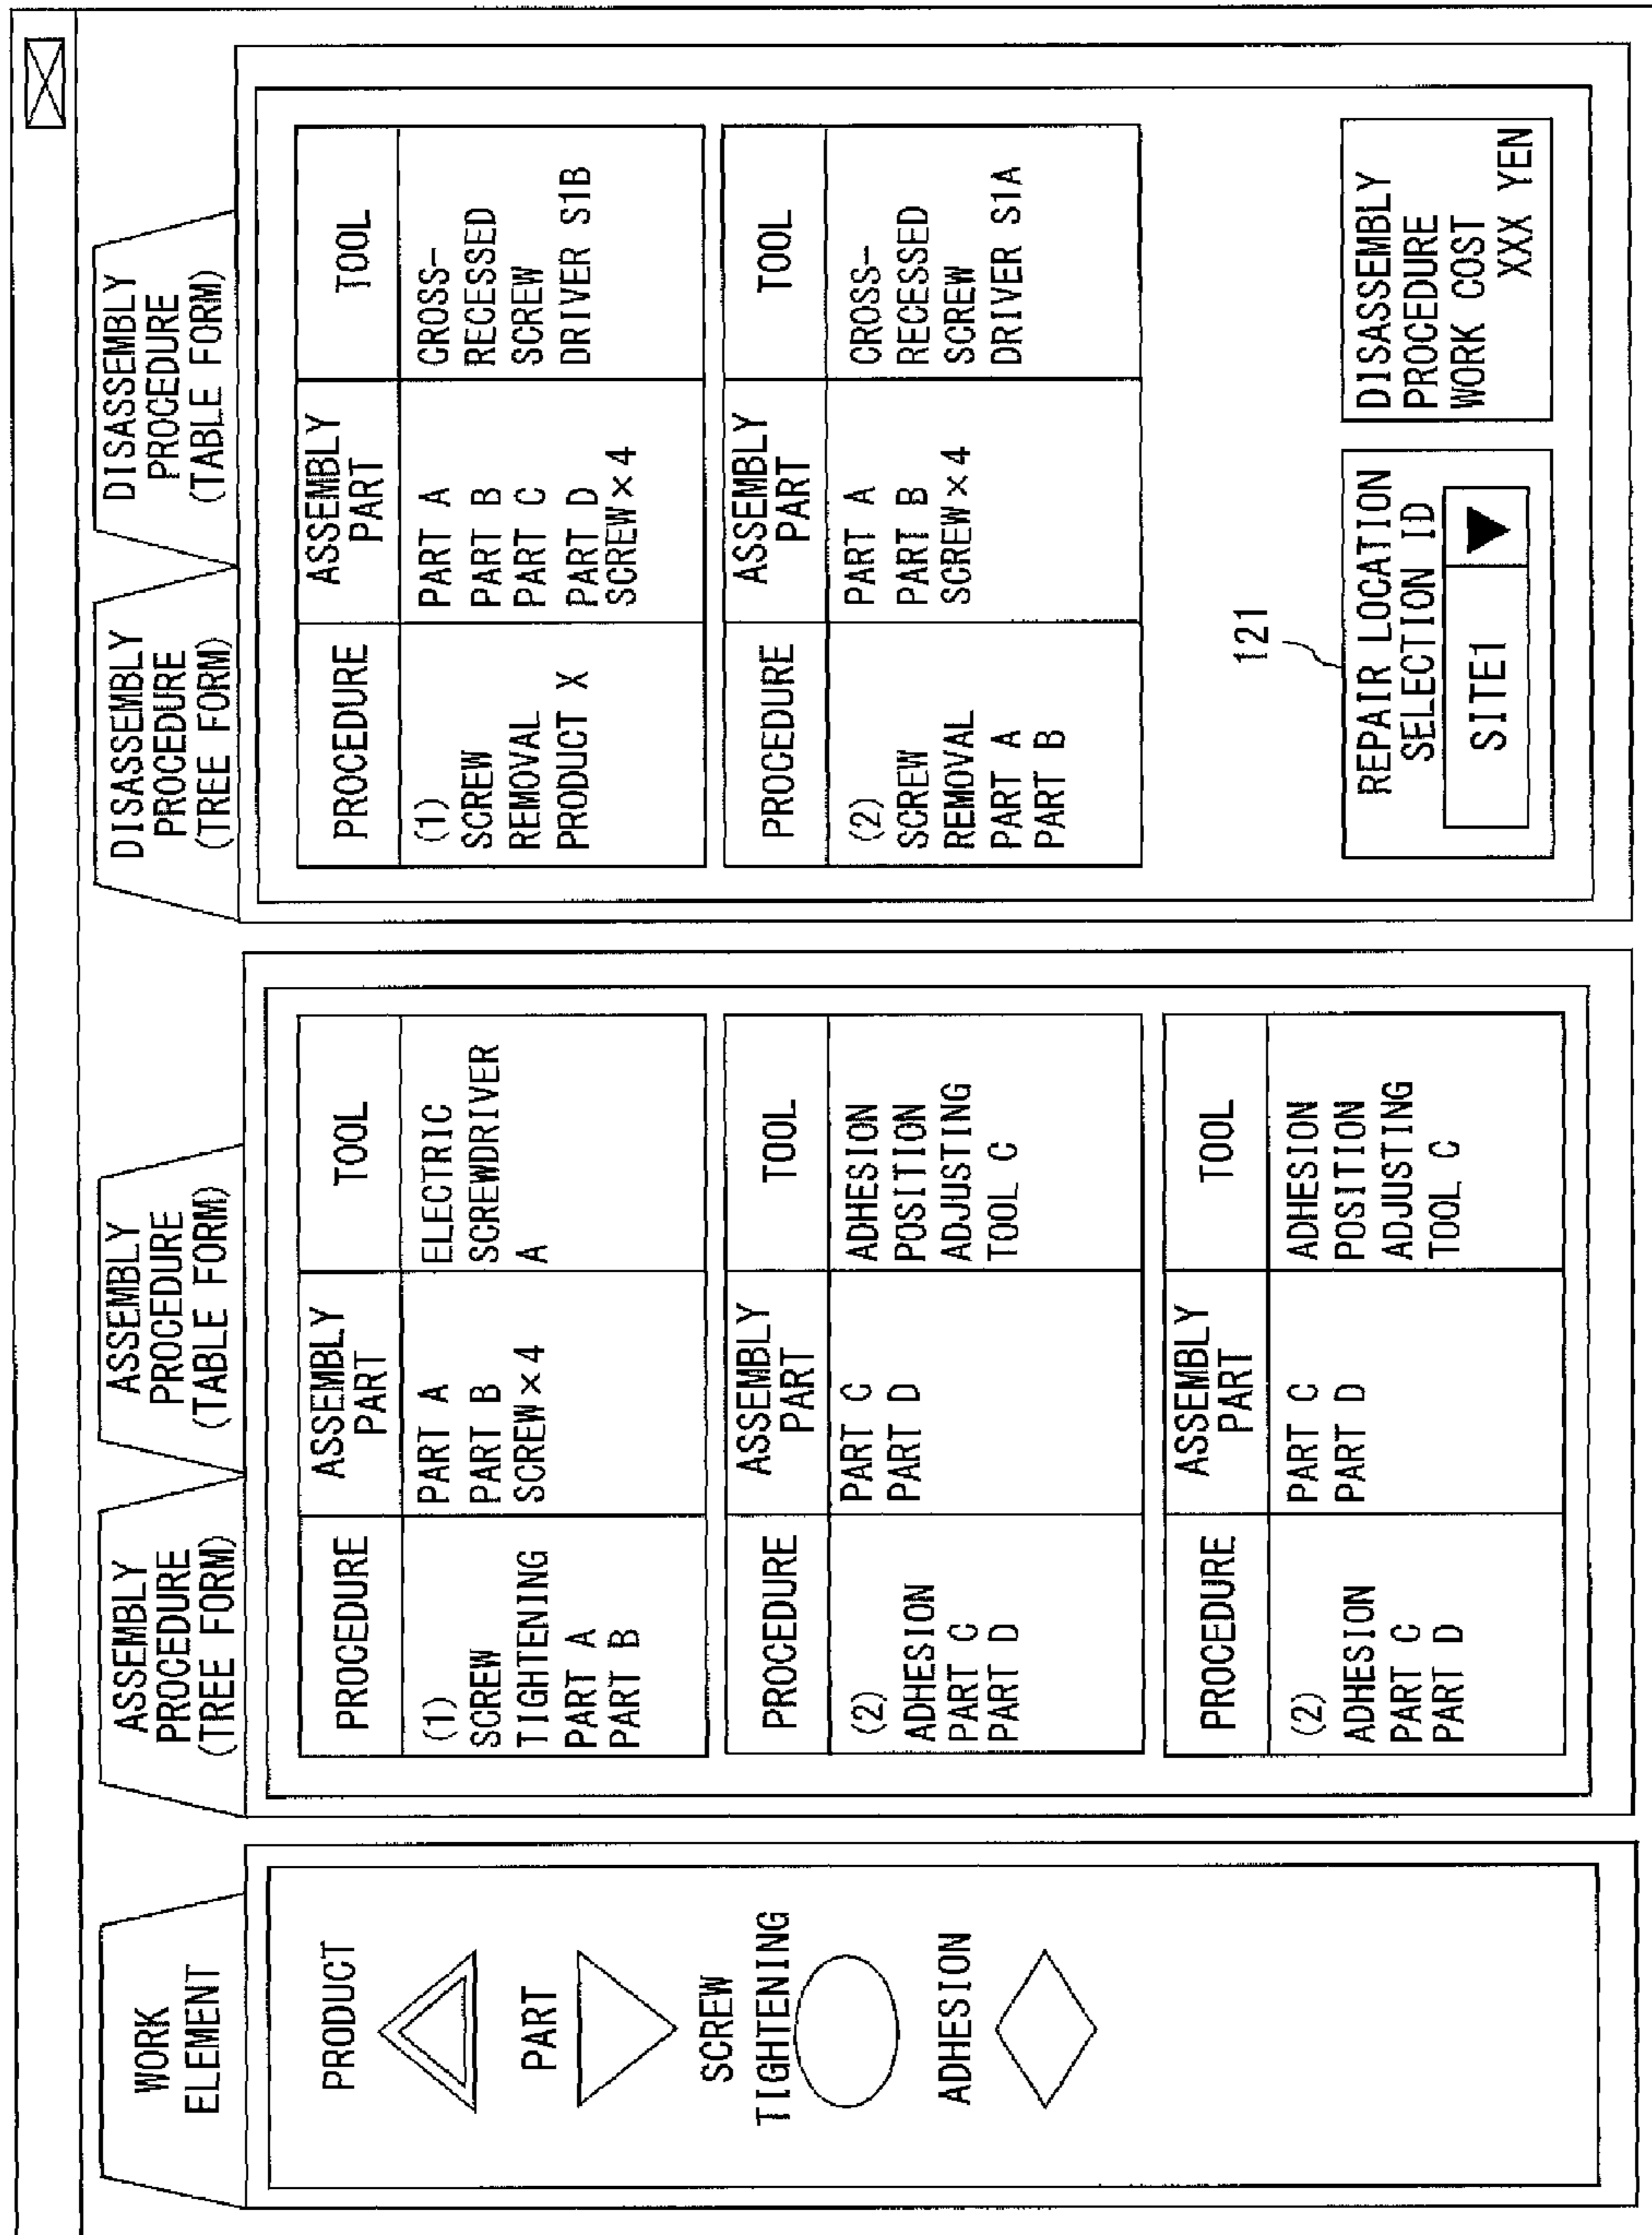 WORK
ELEMENT
PRODUCT
PART
SCREW
TIGHTENING
ADHESION
ASSEMBLY
PROCEDURE
(TREE FORM)
ASSEMBLY
PROCEDURE
(TABLE FORM)
PROCEDURE
ASSEMBLY
PART
TOOL
(1)
SCREW
TIGHTENING
PART A
PART B
PART A
PART B
SCREW×4
ELECTRIC
SCREWDRIVER
A
PROCEDURE
ASSEMBLY
PART
TOOL
(2)
ADHESION
PART C
PART D
PART C
PART D
ADHESION
POSITION
ADJUSTING
TOOL C
PROCEDURE
ASSEMBLY
PART
TOOL
(2)
ADHESION
PART C
PART D
PART C
PART D
ADHESION
POSITION
ADJUSTING
TOOL C
DISASSEMBLY
PROCEDURE
(TREE FORM)
DISASSEMBLY
PROCEDURE
(TABLE FORM)
PROCEDURE
ASSEMBLY
PART
TOOL
(1)
SCREW
REMOVAL
PRODUCT X
PART A
PART B
PART C
PART D
SCREW×4
CROSS-
RECESSED
SCREW
DRIVER S1B
PROCEDURE
ASSEMBLY
PART
TOOL
(2)
SCREW
REMOVAL
PART A
PART B
PART A
PART B
SCREW×4
CROSS-
RECESSED
SCREW
DRIVER S1A
121
REPAIR LOCATION
SELECTION ID
SITE1
DISASSEMBLY
PROCEDURE
WORK COST
XXX YEN